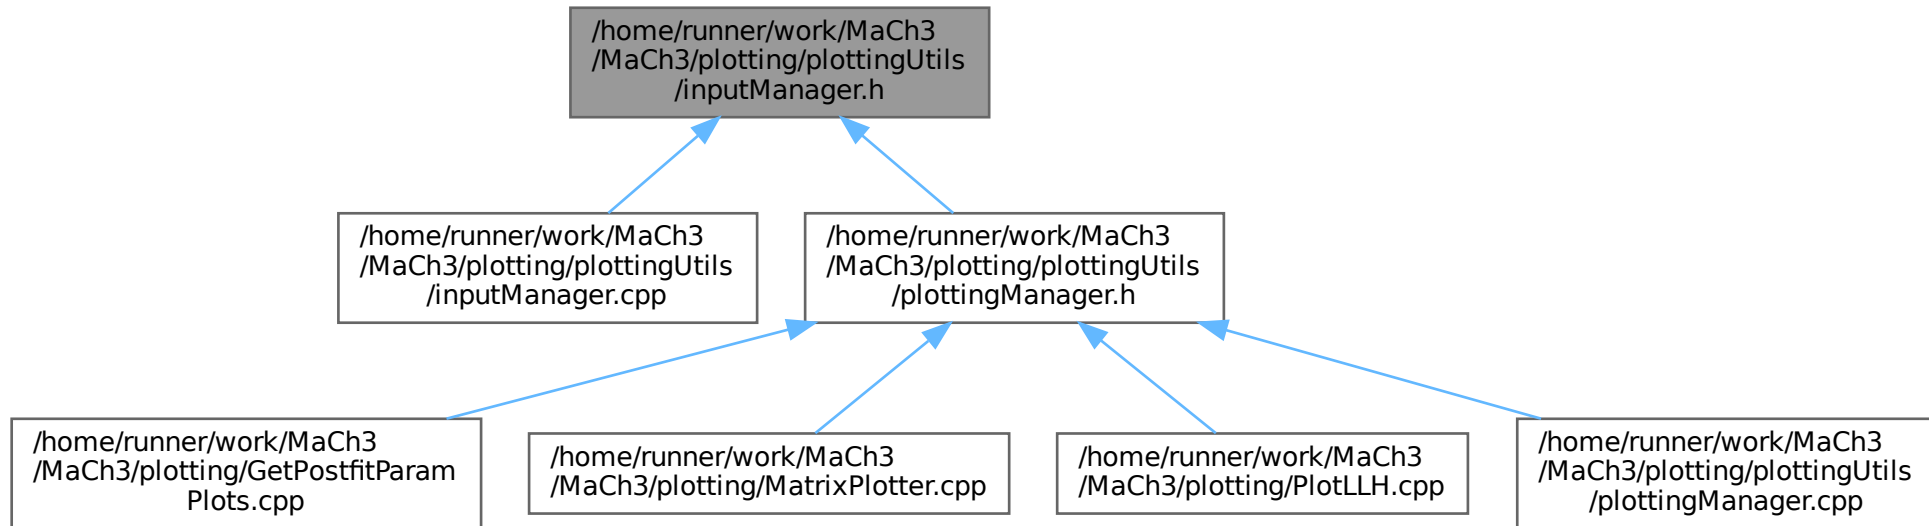 /home/runner/work/MaCh3
/MaCh3/plotting/plottingUtils
/inputManager.h
/home/runner/work/MaCh3
/MaCh3/plotting/plottingUtils
/inputManager.cpp
/home/runner/work/MaCh3
/MaCh3/plotting/plottingUtils
/plottingManager.h
/home/runner/work/MaCh3
/MaCh3/plotting/GetPostfitParam
Plots.cpp
/home/runner/work/MaCh3
/MaCh3/plotting/MatrixPlotter.cpp
/home/runner/work/MaCh3
/MaCh3/plotting/PlotLLH.cpp
/home/runner/work/MaCh3
/MaCh3/plotting/plottingUtils
/plottingManager.cpp